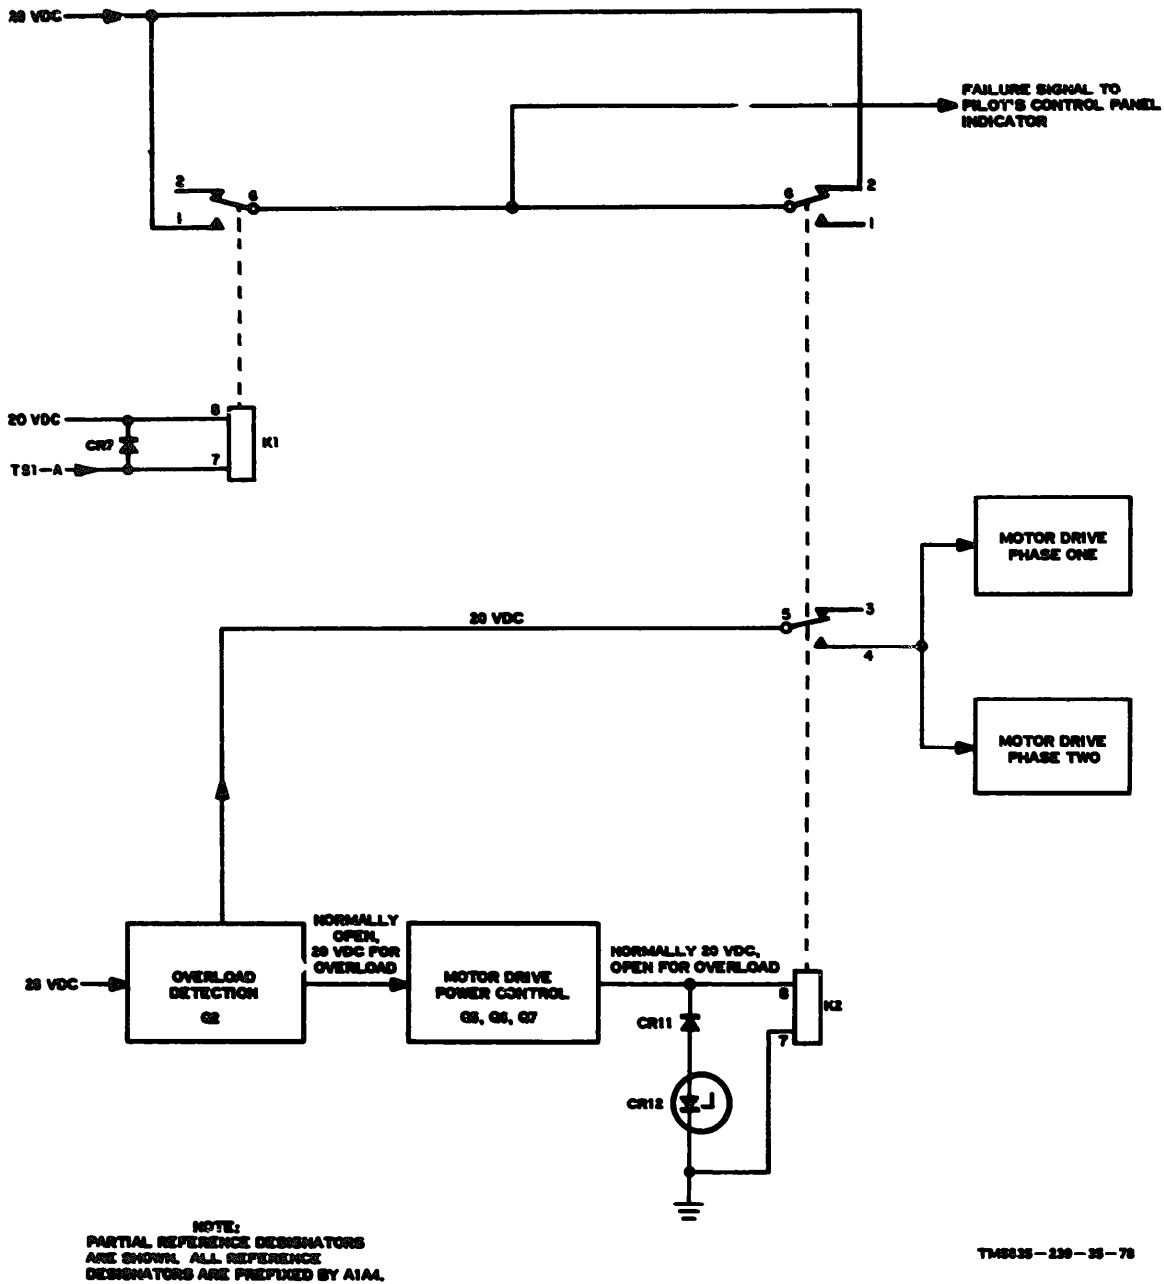 28 VDC
FAILURE SIGNAL TO
PILOT'S CONTROL PANEL
INDICATOR
2
6
6
2
1
1
20 VDC
8
CR7
K1
TS1-A
7
MOTOR DRIVE
PHASE ONE
20 VDC
5
3
4
MOTOR DRIVE
PHASE TWO
NORMALLY
OPEN,
20 VDC FOR
OVERLOAD
NORMALLY 20 VDC,
OPEN FOR OVERLOAD
28 VDC
OVERLOAD
DETECTION
Q2
MOTOR DRIVE
POWER CONTROL
Q5, Q6, Q7
8
K2
CR11
7
CR12
NOTE:
PARTIAL REFERENCE DESIGNATORS
ARE SHOWN. ALL REFERENCE
DESIGNATORS ARE PREFIXED BY A1A4.